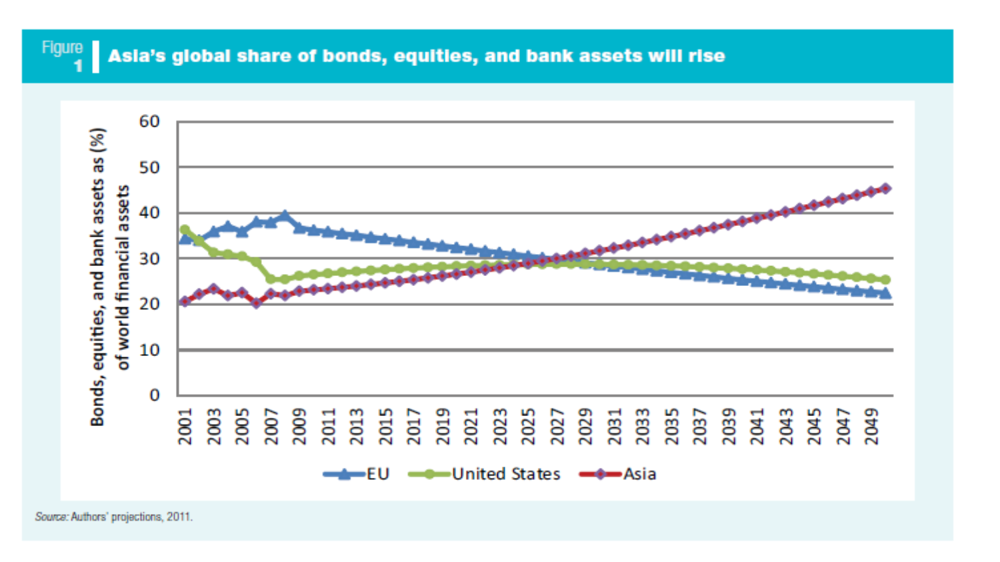 Figure
1
Asia's global share of bonds, equities, and bank assets will rise
Bonds, equities, and bank assets as (%)
of world financial assets
60
50
40
30
20
10
0
2001 2003 2005 2007 2009 2011 2013 2015 2017 2019 2021 2023 2025 2027 2029 2031 2033 2035 2037 2039 2041 2043 2045 2047 2049
EU United States Asia
Source: Authors' projections, 2011.